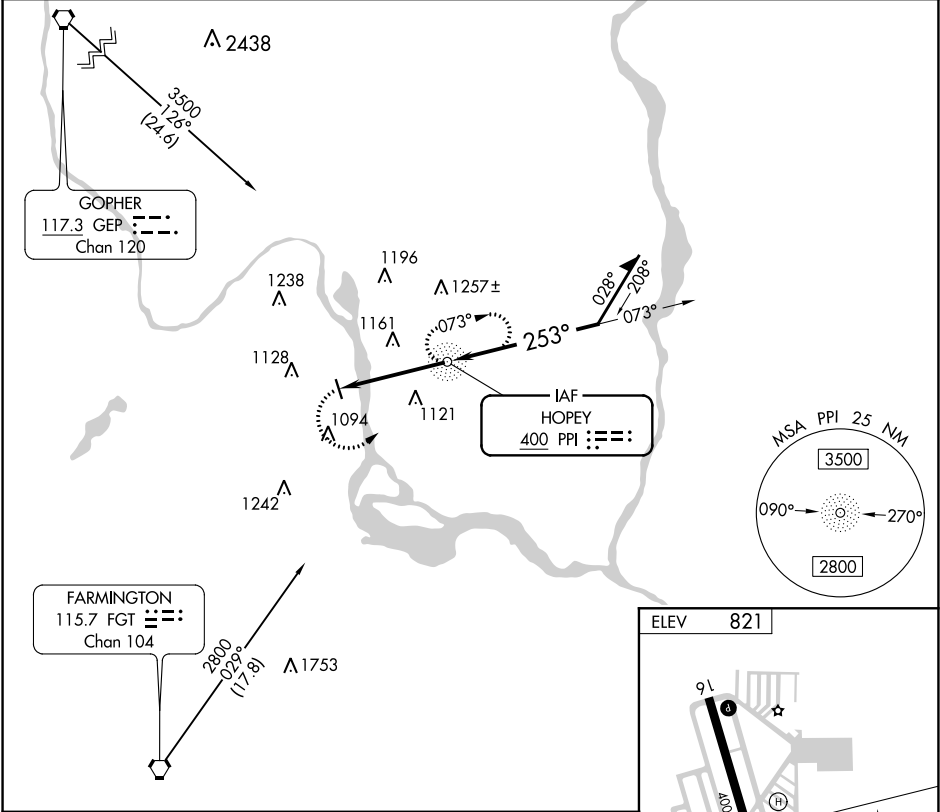 2438
3500
126°
(24.6)
GOPHER
117.3 GEP
Chan 120
1196
1238
1257±
028°
208°
073°
1161
073°
253°
1128
IAF
HOPEY
400 PPI
1121
1094
MSA PPI 25 NM
3500
090°
270°
2800
1242
FARMINGTON
115.7 FGT
Chan 104
2800
029°
(17.8)
1753
ELEV 821
16
P
H
400